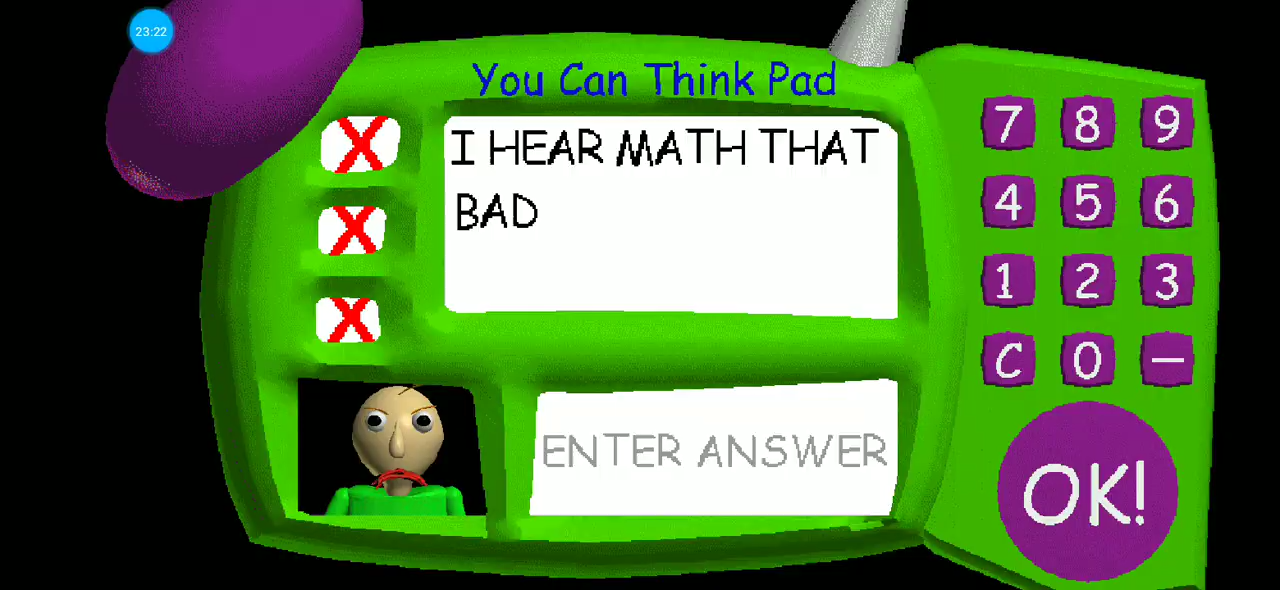 23:22
You Can Think Pad
I HEAR MATH THAT
BAD
ENTER ANSWER
7 8 9
4 5 6
1 2 3
C 0 —
OK!